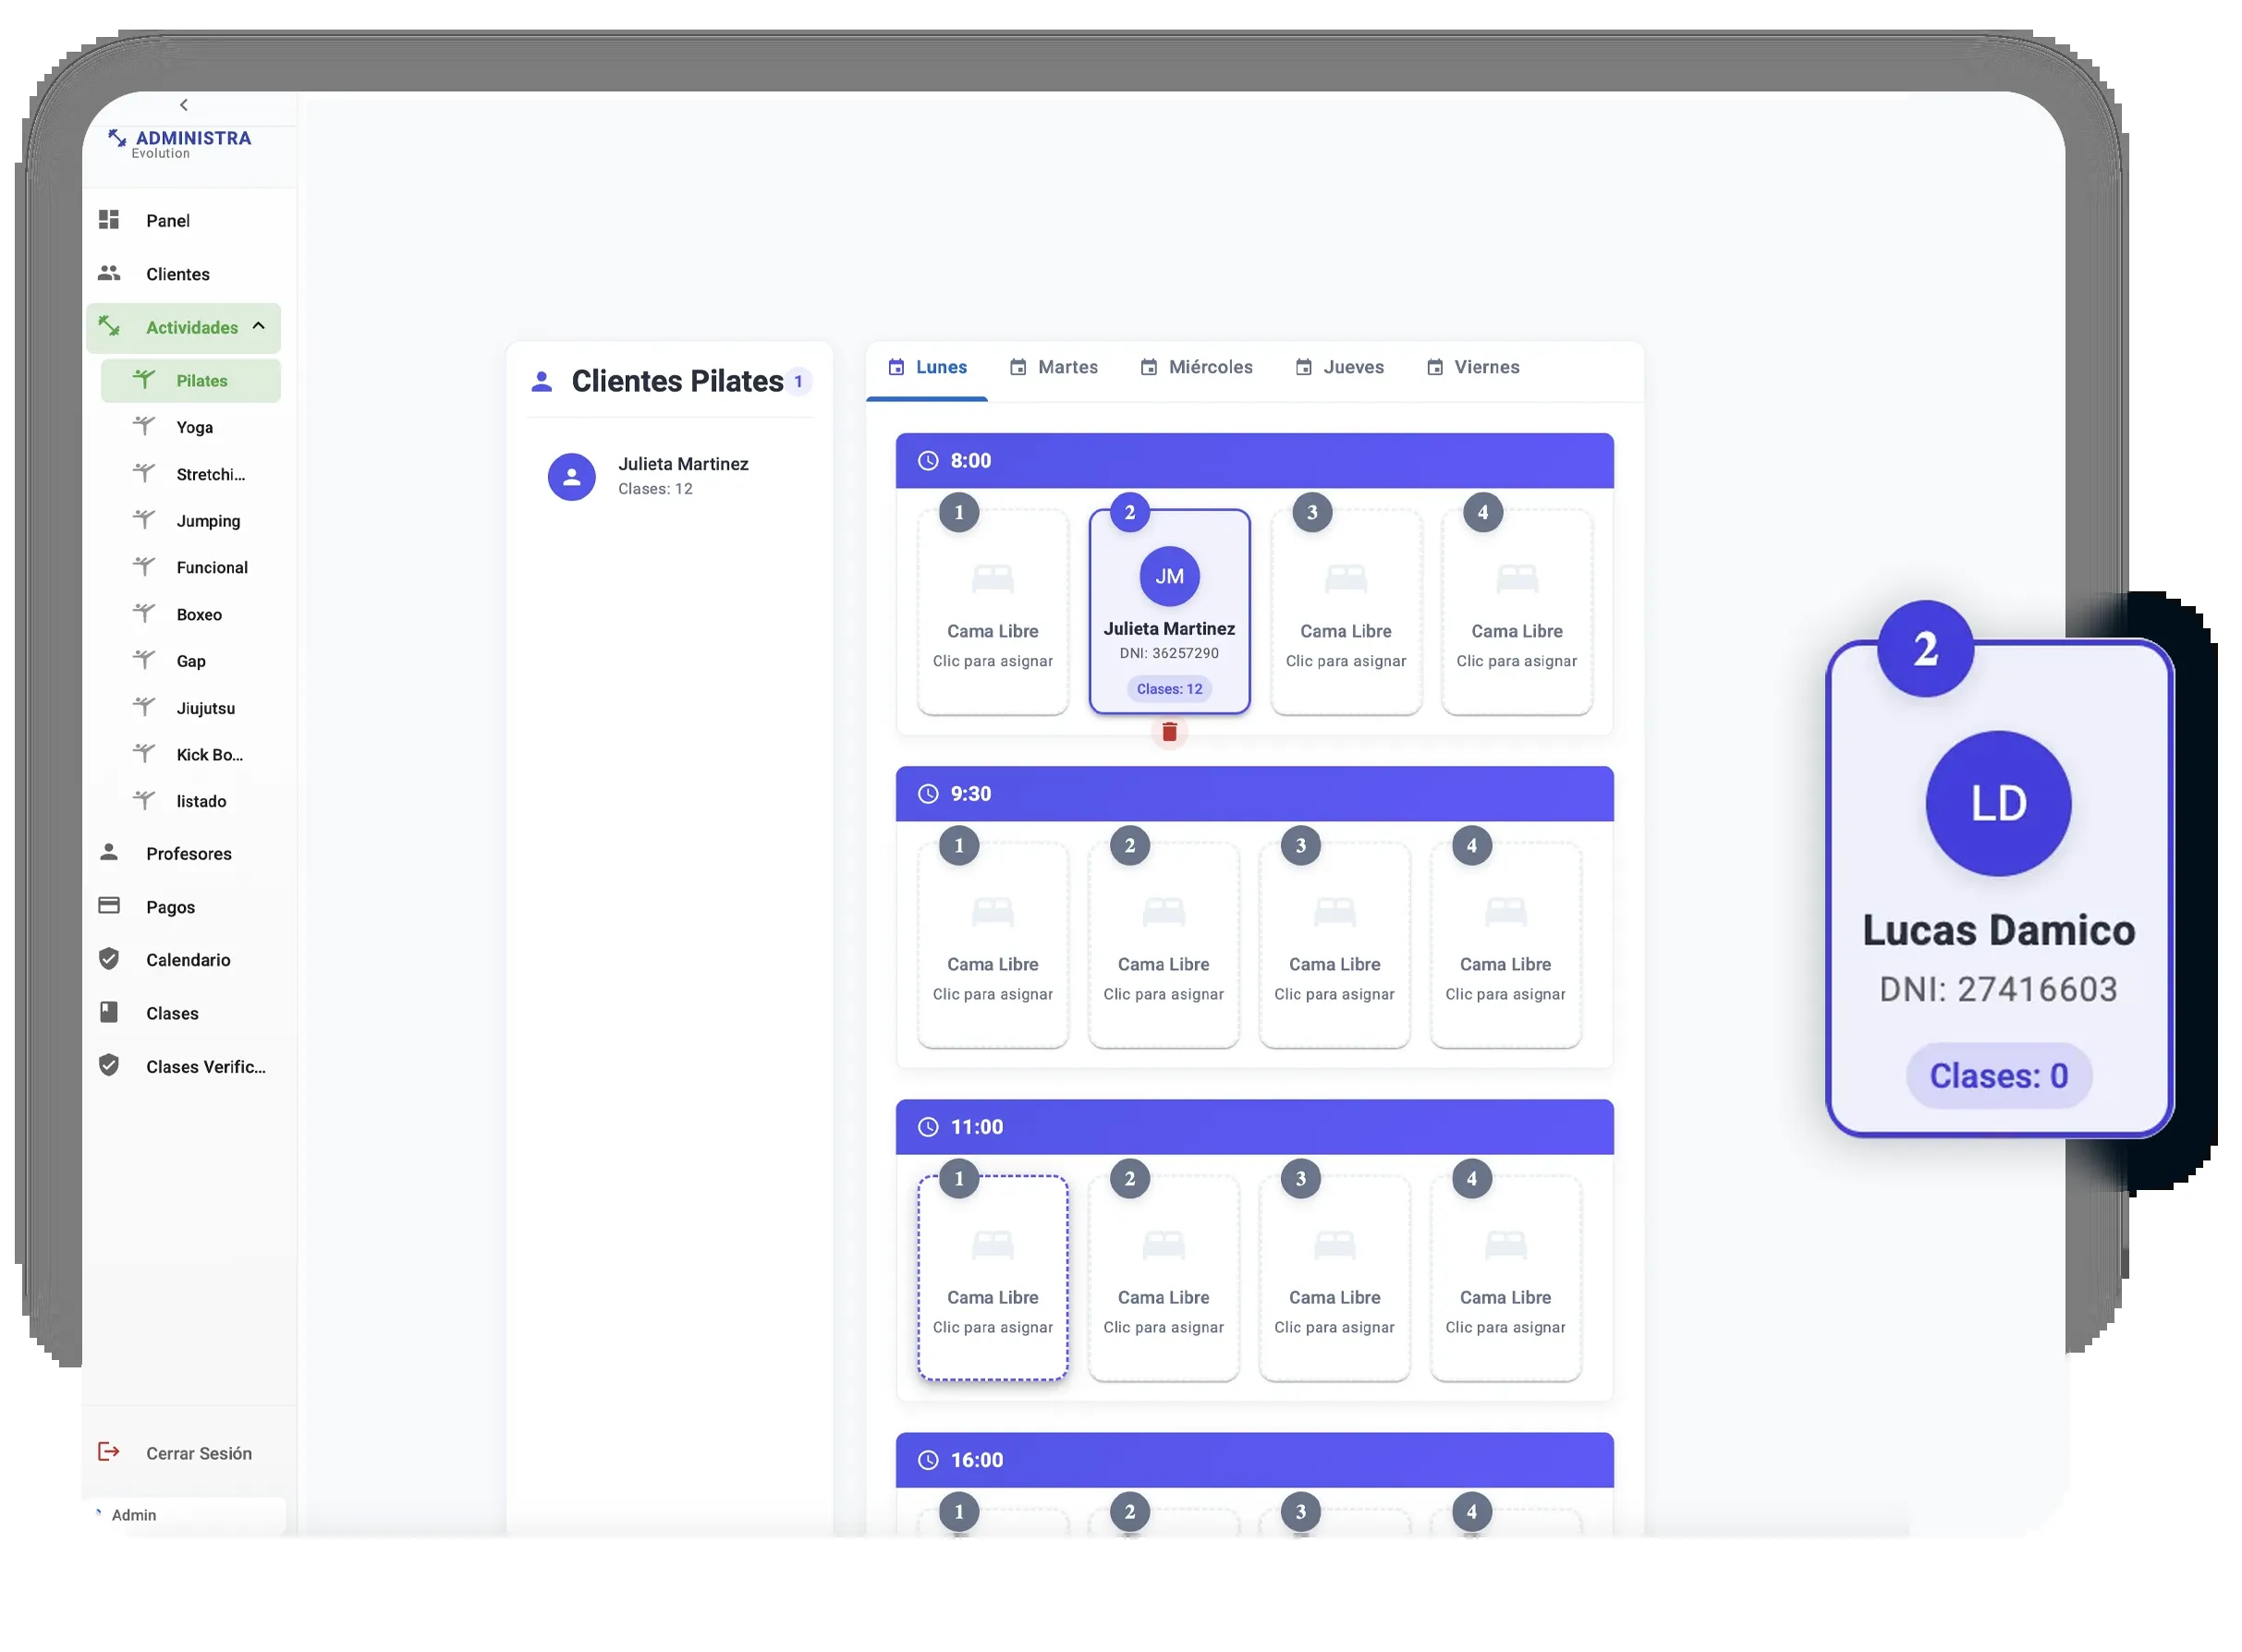 ADMINISTRA
Evolution
Panel
Clientes
Actividades
Pilates
Yoga
Stretchi...
Jumping
Funcional
Boxeo
Gap
Jiujutsu
Kick Bo...
listado
Profesores
Pagos
Calendario
Clases
Clases Verific...
Cerrar Sesión
Admin
Clientes Pilates 1
Julieta Martinez
Clases: 12
Lunes Martes Miércoles Jueves Viernes
8:00
1 2 3 4
JM
Cama Libre Julieta Martinez Cama Libre Cama Libre
Clic para asignar DNI: 36257290 Clic para asignar Clic para asignar
Clases: 12
9:30
1 2 3 4
Cama Libre Cama Libre Cama Libre Cama Libre
Clic para asignar Clic para asignar Clic para asignar Clic para asignar
11:00
1 2 3 4
Cama Libre Cama Libre Cama Libre Cama Libre
Clic para asignar Clic para asignar Clic para asignar Clic para asignar
16:00
1 2 3 4
2
LD
Lucas Damico
DNI: 27416603
Clases: 0